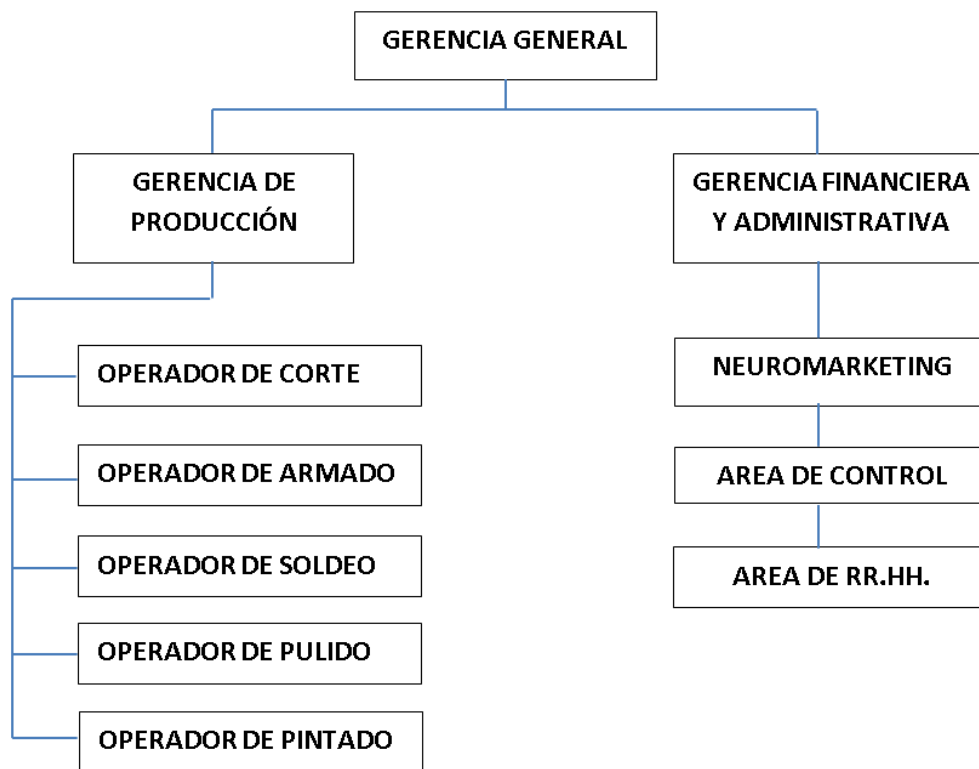 GERENCIA GENERAL
GERENCIA DE
PRODUCCIÓN
GERENCIA FINANCIERA
Y ADMINISTRATIVA
OPERADOR DE CORTE
OPERADOR DE ARMADO
OPERADOR DE SOLDEO
OPERADOR DE PULIDO
OPERADOR DE PINTADO
NEUROMARKETING
AREA DE CONTROL
AREA DE RR.HH.